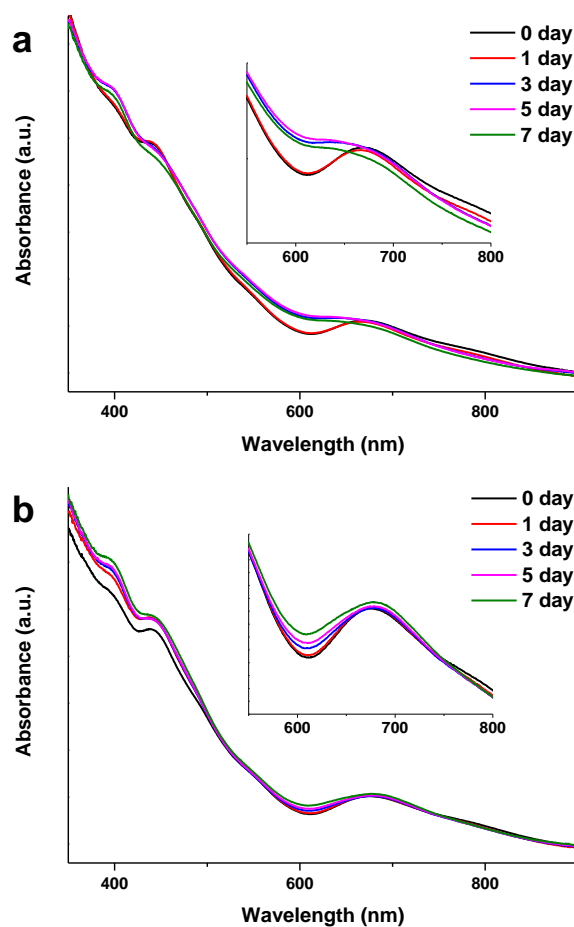 a
0 day
1 day
3 day
5 day
7 day
600 700 800
Absorbance (a.u.)
400 600 800
Wavelength (nm)
b
0 day
1 day
3 day
5 day
7 day
600 700 800
Absorbance (a.u.)
400 600 800
Wavelength (nm)